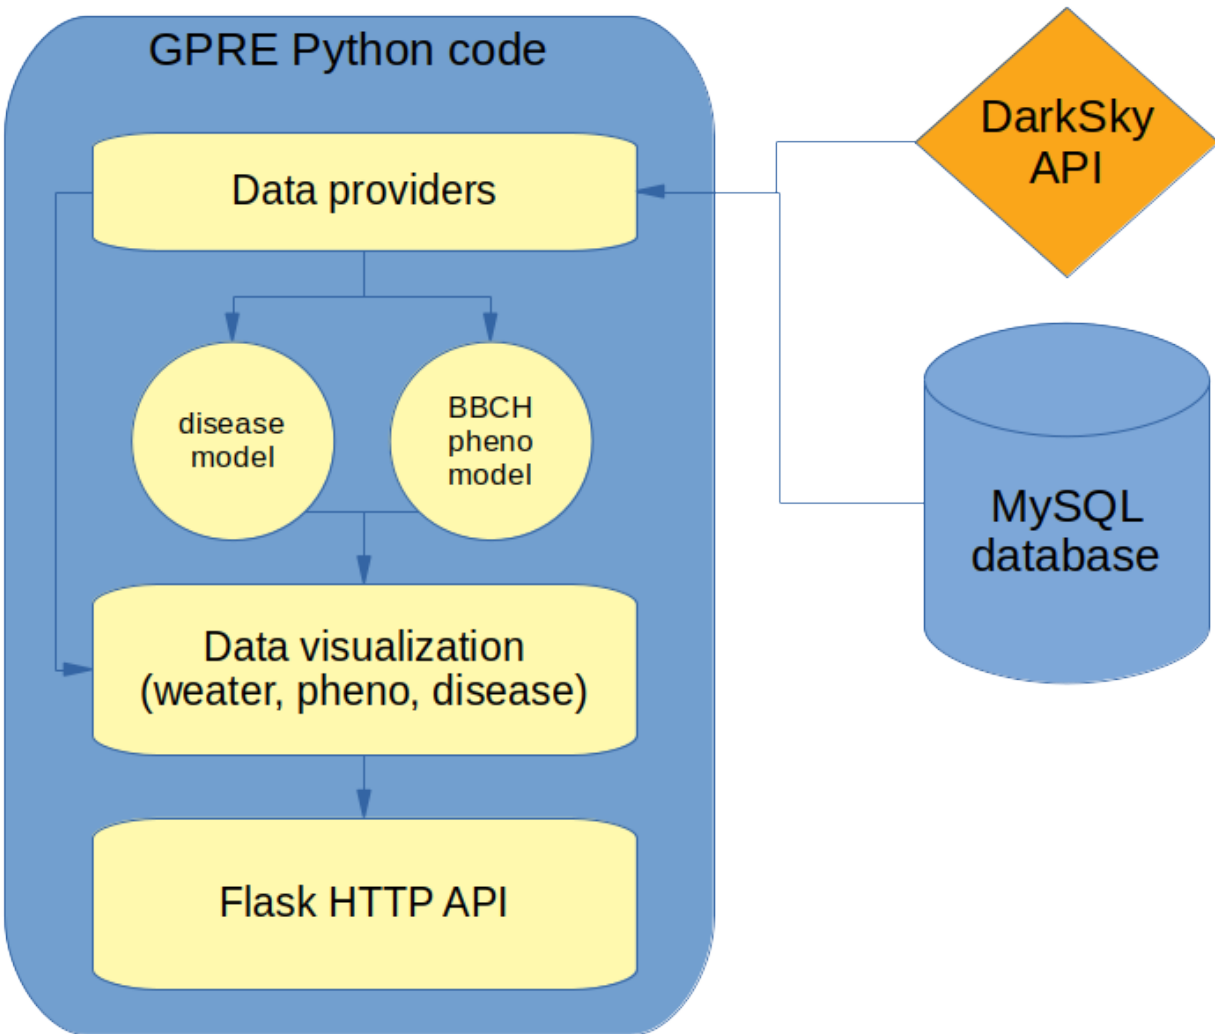 GPRE Python code
DarkSky
API
Data providers
disease
model
BBCH
pheno
model
MySQL
database
Data visualization
(weater, pheno, disease)
Flask HTTP API